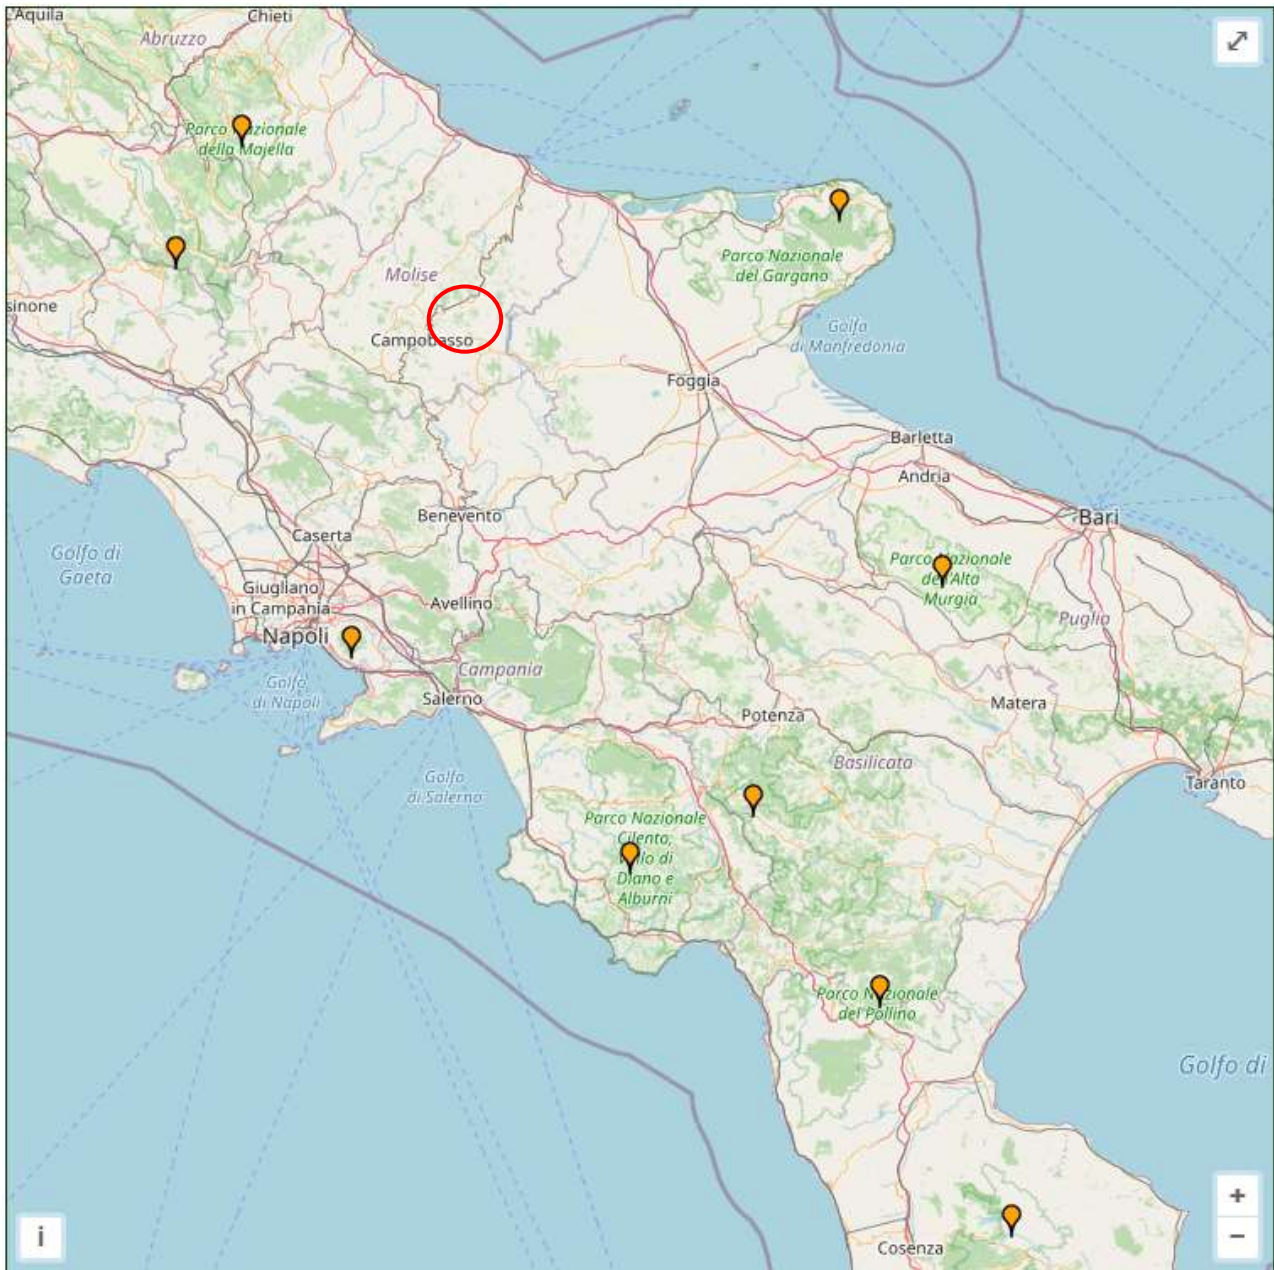 L'Aquila
Chieti
Abruzzo
Parco Nazionale
della Majella
Parco Nazionale
del Gargano
Molise
sinone
Golfo
di Manfredonia
Campobasso
Foggia
Barletta
Andria
Benevento
Bari
Caserta
Golfo di
Gaeta
Parco Nazionale
dell'Alta
Murgia
Giugliano
in Campania
Avellino
Puglia
Napoli
Campania
Golfo
di Napoli
Salerno
Matera
Potenza
Basilicata
Golfo
di Salerno
Taranto
Parco Nazionale
Cilento,
Vallo di
Diano e
Alburni
Parco Nazionale
del Pollino
Golfo di
i
+
−
Cosenza